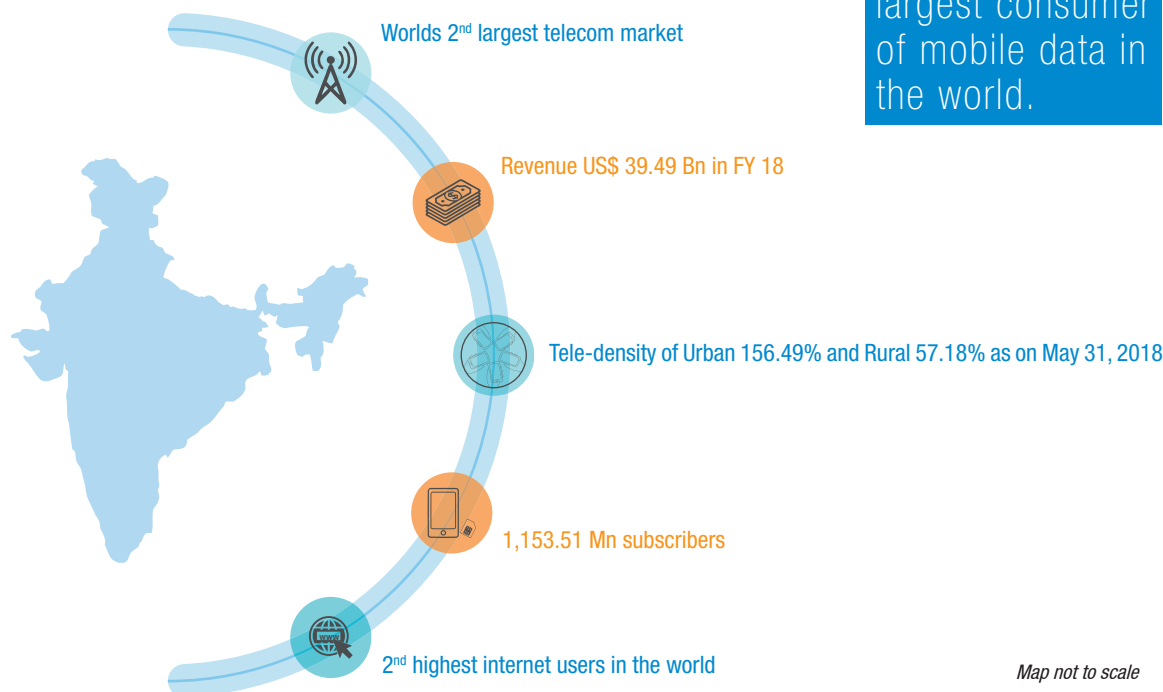 largest consumer
of mobile data in
the world.
Worlds 2nd largest telecom market
Revenue US$ 39.49 Bn in FY 18
Tele-density of Urban 156.49% and Rural 57.18% as on May 31, 2018
1,153.51 Mn subscribers
www
2nd highest internet users in the world
Map not to scale